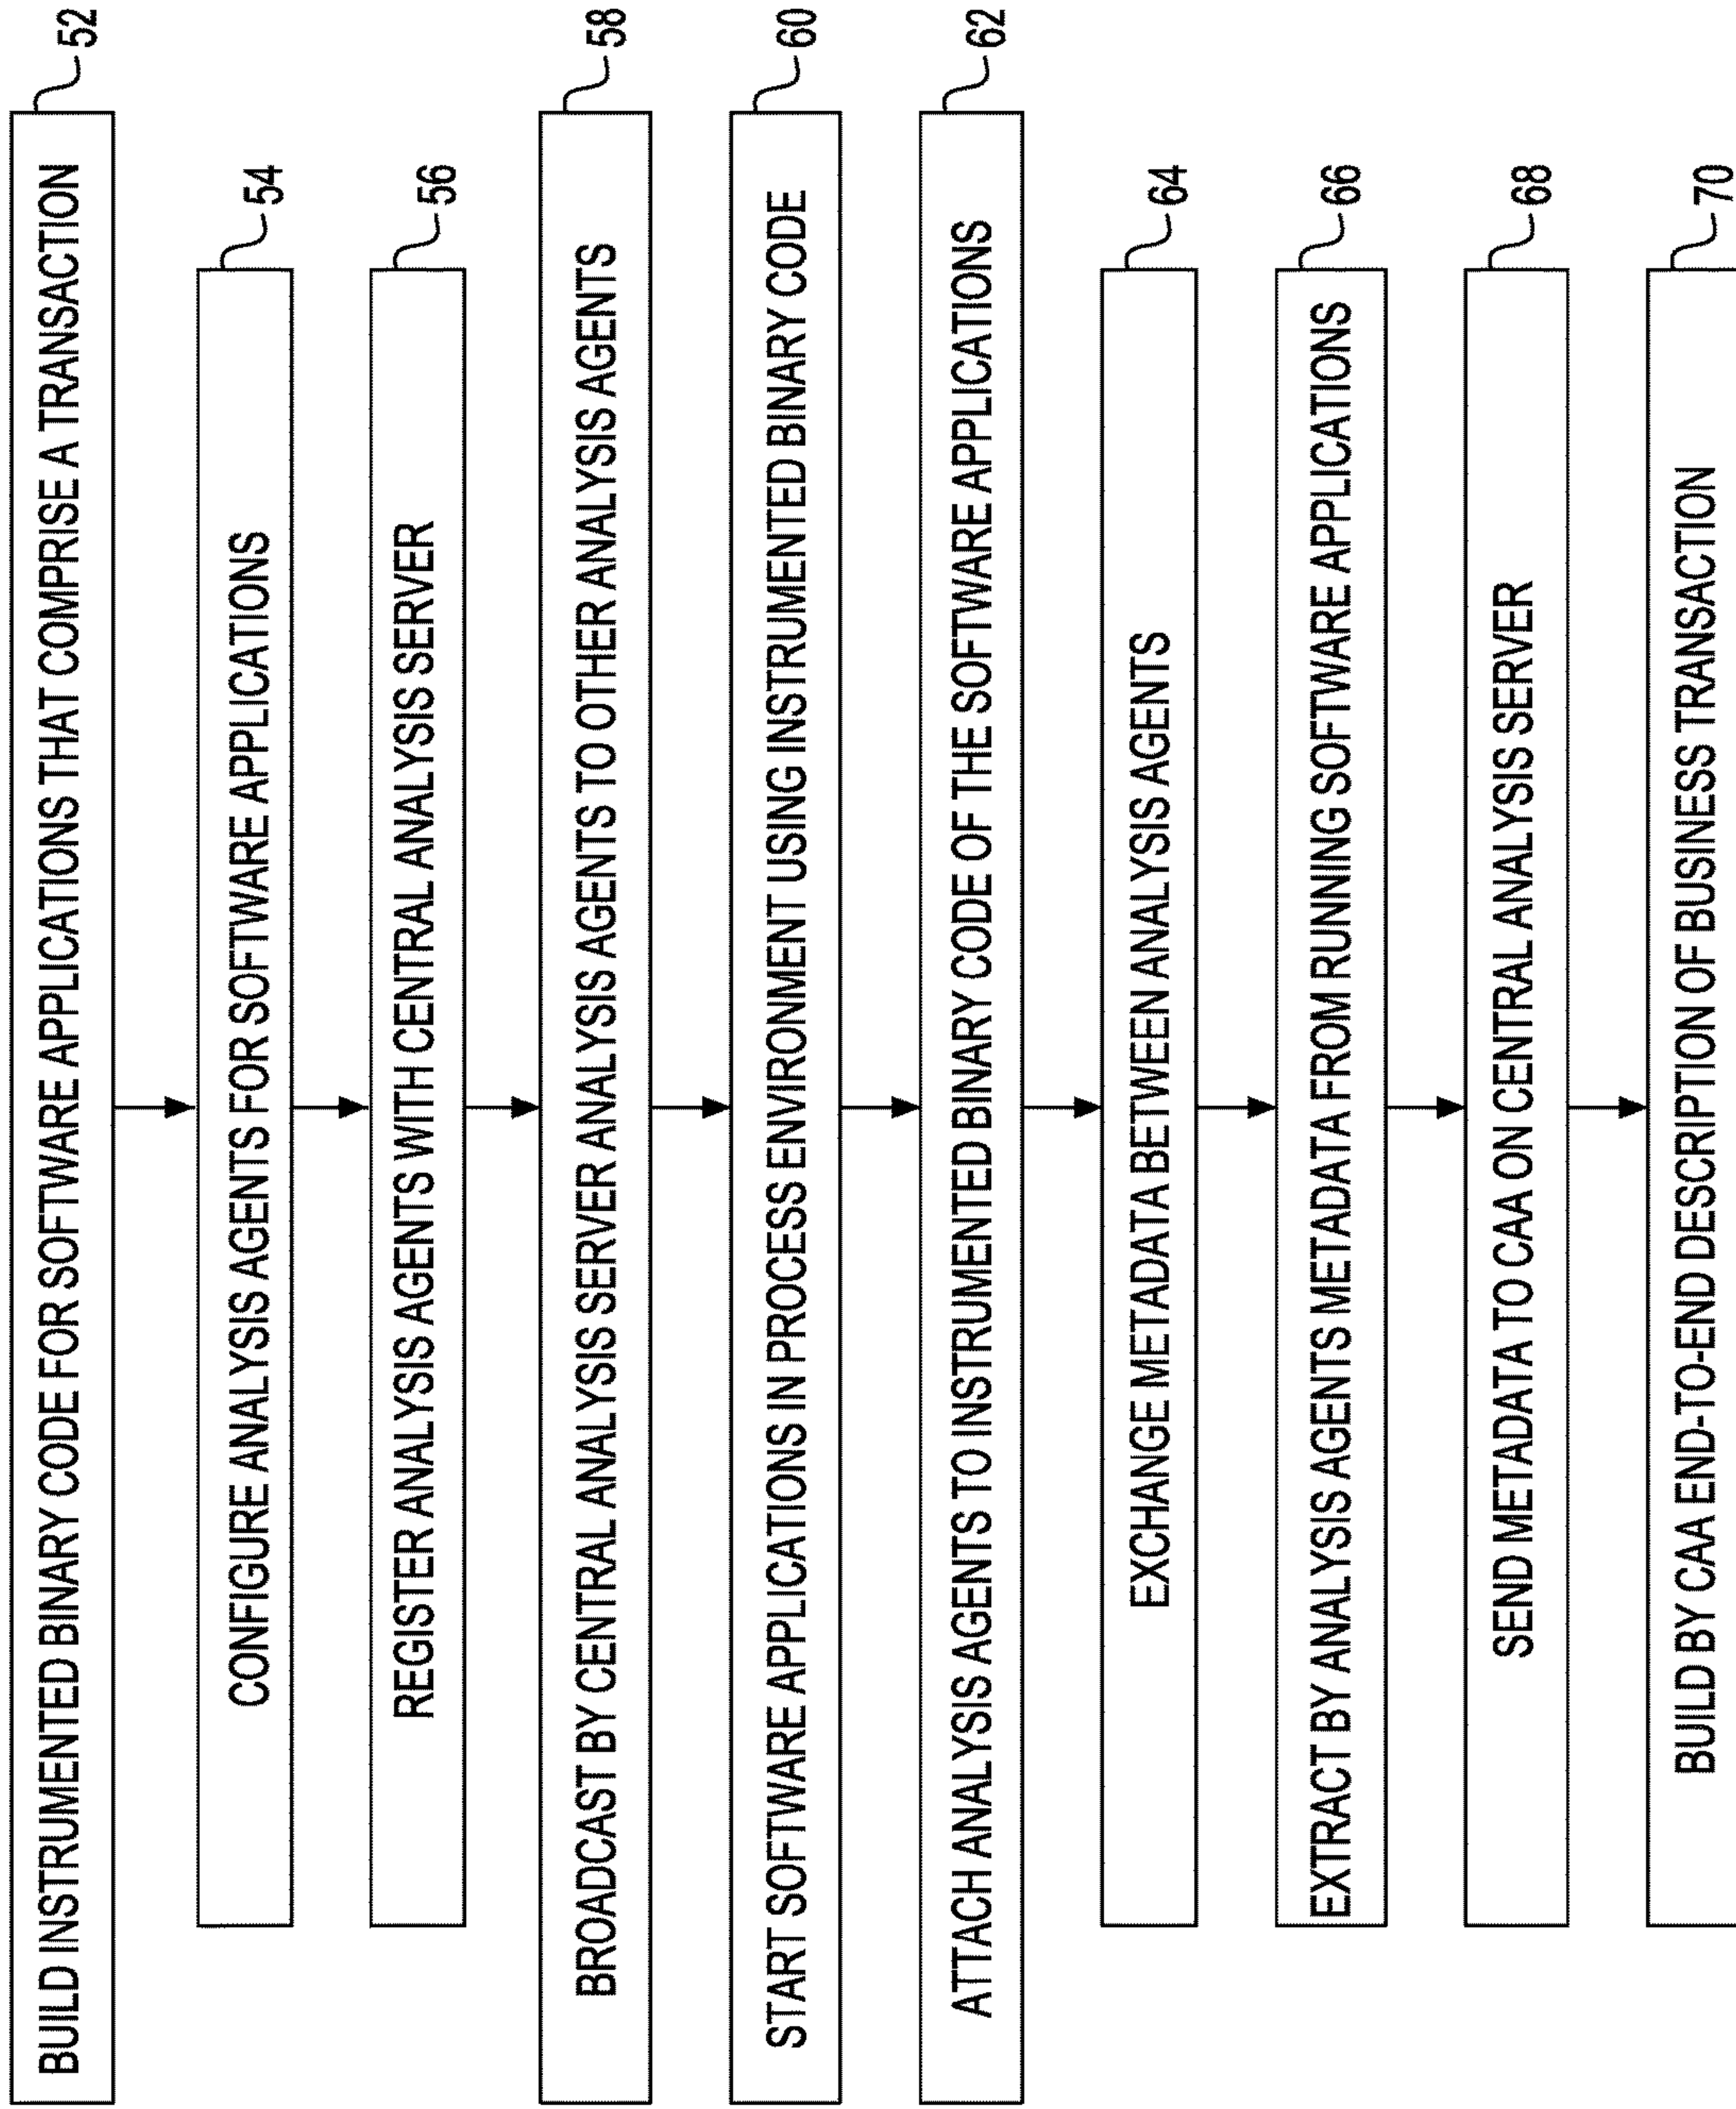 BUILD INSTRUMENTED BINARY CODE FOR SOFTWARE APPLICATIONS THAT COMPRISE A TRANSACTION
52
CONFIGURE ANALYSIS AGENTS FOR SOFTWARE APPLICATIONS
54
REGISTER ANALYSIS AGENTS WITH CENTRAL ANALYSIS SERVER
56
BROADCAST BY CENTRAL ANALYSIS SERVER ANALYSIS AGENTS TO OTHER ANALYSIS AGENTS
58
START SOFTWARE APPLICATIONS IN PROCESS ENVIRONMENT USING INSTRUMENTED BINARY CODE
60
ATTACH ANALYSIS AGENTS TO INSTRUMENTED BINARY CODE OF THE SOFTWARE APPLICATIONS
62
EXCHANGE METADATA BETWEEN ANALYSIS AGENTS
64
EXTRACT BY ANALYSIS AGENTS METADATA FROM RUNNING SOFTWARE APPLICATIONS
66
SEND METADATA TO CAA ON CENTRAL ANALYSIS SERVER
68
BUILD BY CAA END-TO-END DESCRIPTION OF BUSINESS TRANSACTION
70